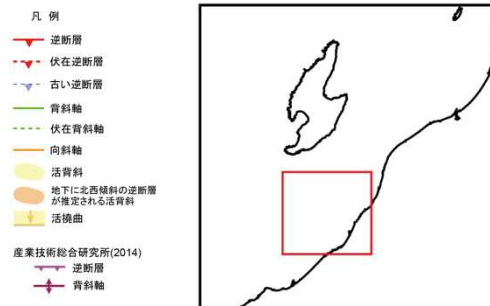 凡 例
逆断層
伏在逆断層
古い逆断層
背斜軸
伏在背斜軸
向斜軸
活背斜
地下に北西傾斜の逆断層
が推定される活背斜
活撓曲
産業技術総合研究所(2014)
逆断層
背斜軸